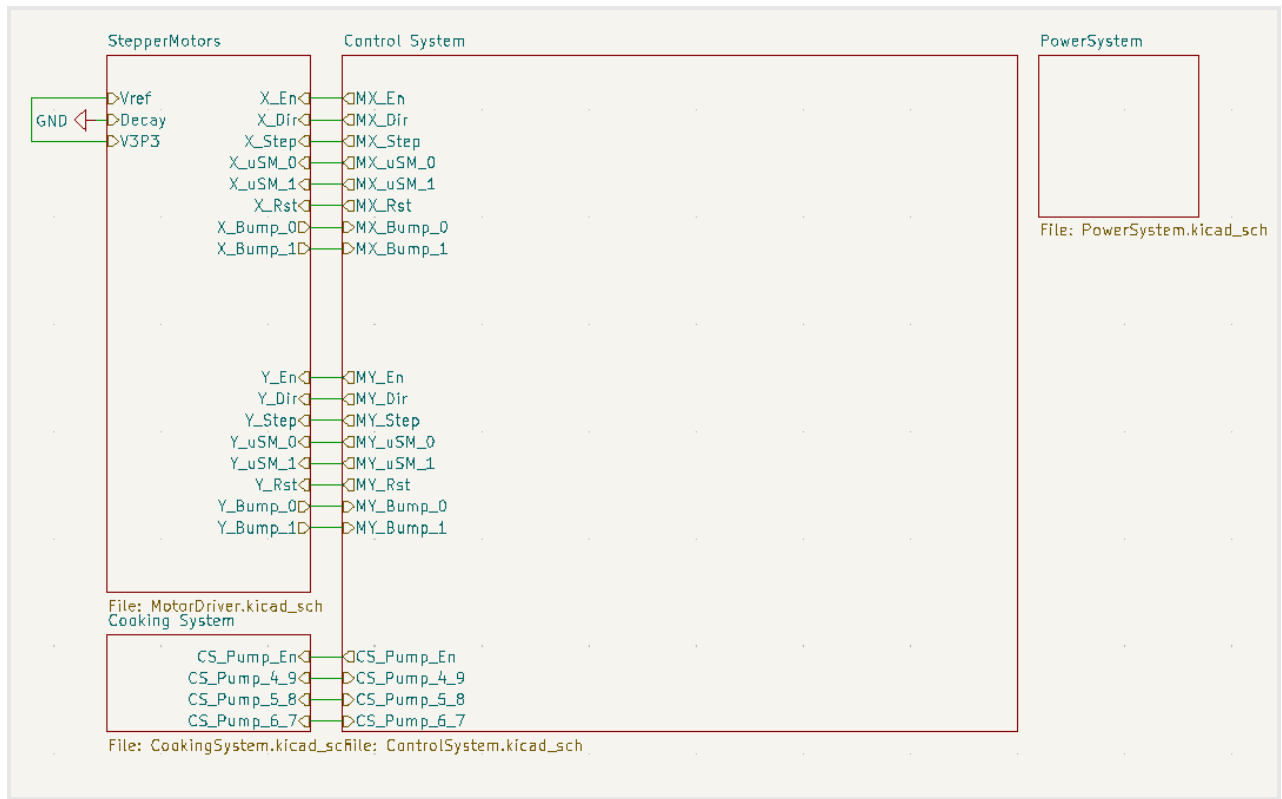 StepperMotors
Control System
PowerSystem
Vref
X_En
MX_En
GND
Decay
X_Dir
MX_Dir
V3P3
X_Step
MX_Step
X_uSM_0
MX_uSM_0
X_uSM_1
MX_uSM_1
X_Rst
MX_Rst
X_Bump_0
MX_Bump_0
File: PowerSystem.kicad_sch
X_Bump_1
MX_Bump_1
Y_En
MY_En
Y_Dir
MY_Dir
Y_Step
MY_Step
Y_uSM_0
MY_uSM_0
Y_uSM_1
MY_uSM_1
Y_Rst
MY_Rst
Y_Bump_0
MY_Bump_0
Y_Bump_1
MY_Bump_1
File: MotorDriver.kicad_sch
Cooking System
CS_Pump_En
CS_Pump_En
CS_Pump_4_9
CS_Pump_4_9
CS_Pump_5_8
CS_Pump_5_8
CS_Pump_6_7
CS_Pump_6_7
File: CookingSystem.kicad_sch
File: ControlSystem.kicad_sch